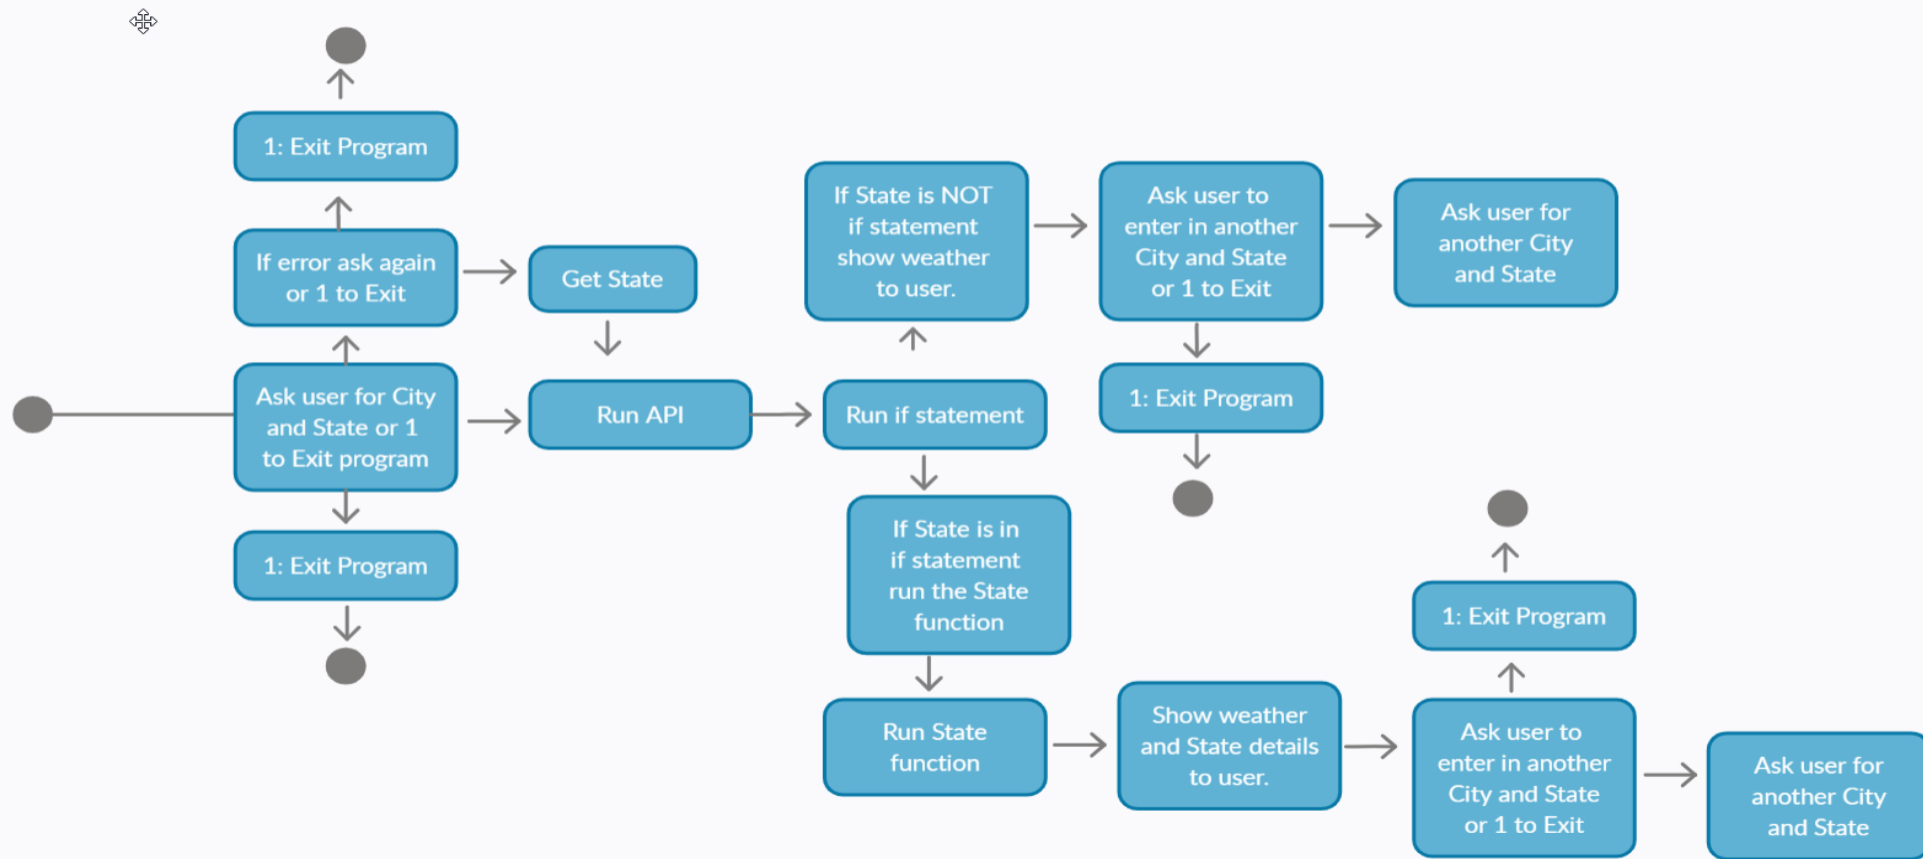 1: Exit Program
If error ask again
or 1 to Exit
Get State
Ask user for City
and State or 1
to Exit program
1: Exit Program
Run API
Run if statement
If State is NOT
if statement
show weather
to user.
Ask user to
enter in another
City and State
or 1 to Exit
Ask user for
another City
and State
1: Exit Program
If State is in
if statement
run the State
function
Run State
function
Show weather
and State details
to user.
1: Exit Program
Ask user to
enter in another
City and State
or 1 to Exit
Ask user for
another City
and State